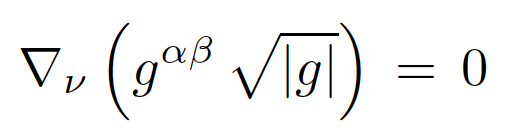 ∇_ν (g^{αβ} √|g|) = 0